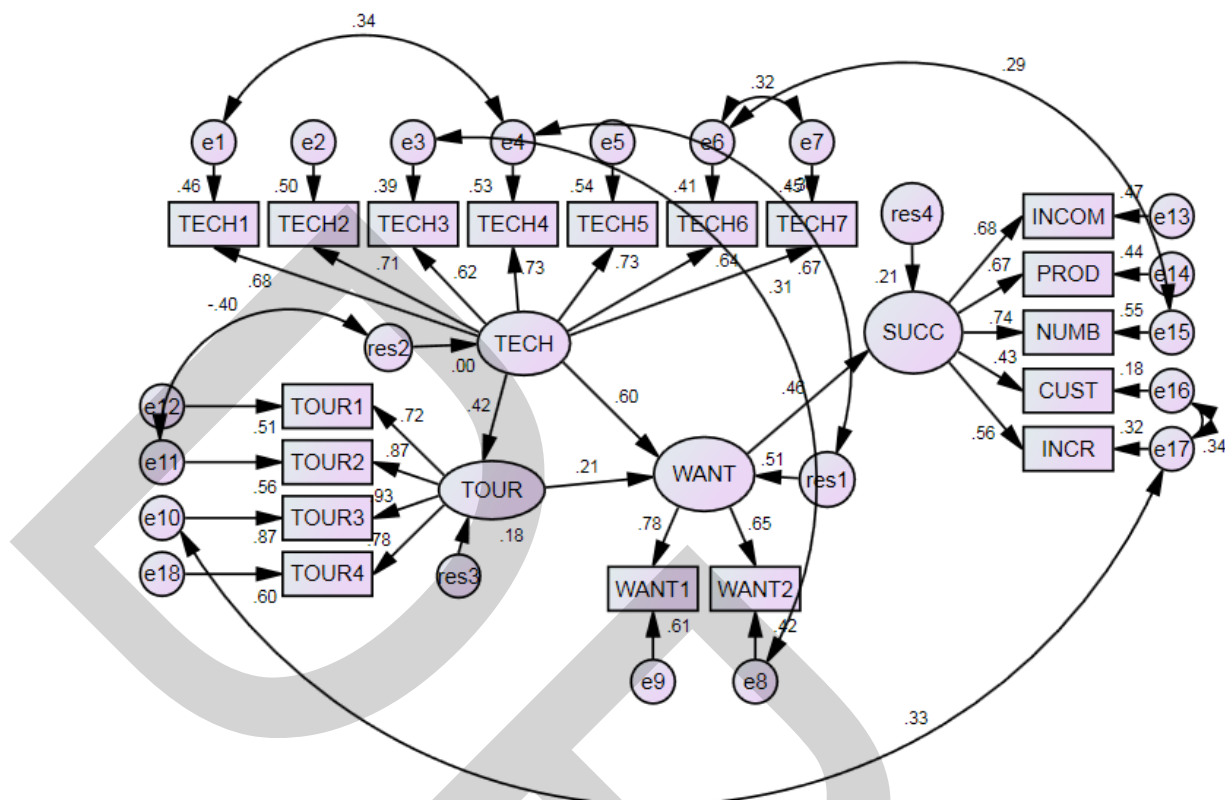 .34
.29
.32
e1 e2 e3 e4 e5 e6 e7
.46 .50 .39 .53 .54 .41 .45
TECH1 TECH2 TECH3 TECH4 TECH5 TECH6 TECH7
.68 .71 .62 .73 .73 .64 .67
.31
res4
.21
SUCC
.68 INCOM .47 e13
.67 PROD .44 e14
.74 NUMB .55 e15
.43 CUST .18 e16
.56 INCR .32 e17
.34
-.40
res2
.00
TECH
.42
.60
.46
e12 .51 TOUR1 .72
e11 .56 TOUR2 .87
e10 .87 TOUR3 .93
e18 .60 TOUR4 .78
TOUR
.18
res3
.21
WANT
.51
res1
.78 .65
WANT1 WANT2
.61 .42
e9 e8
.33